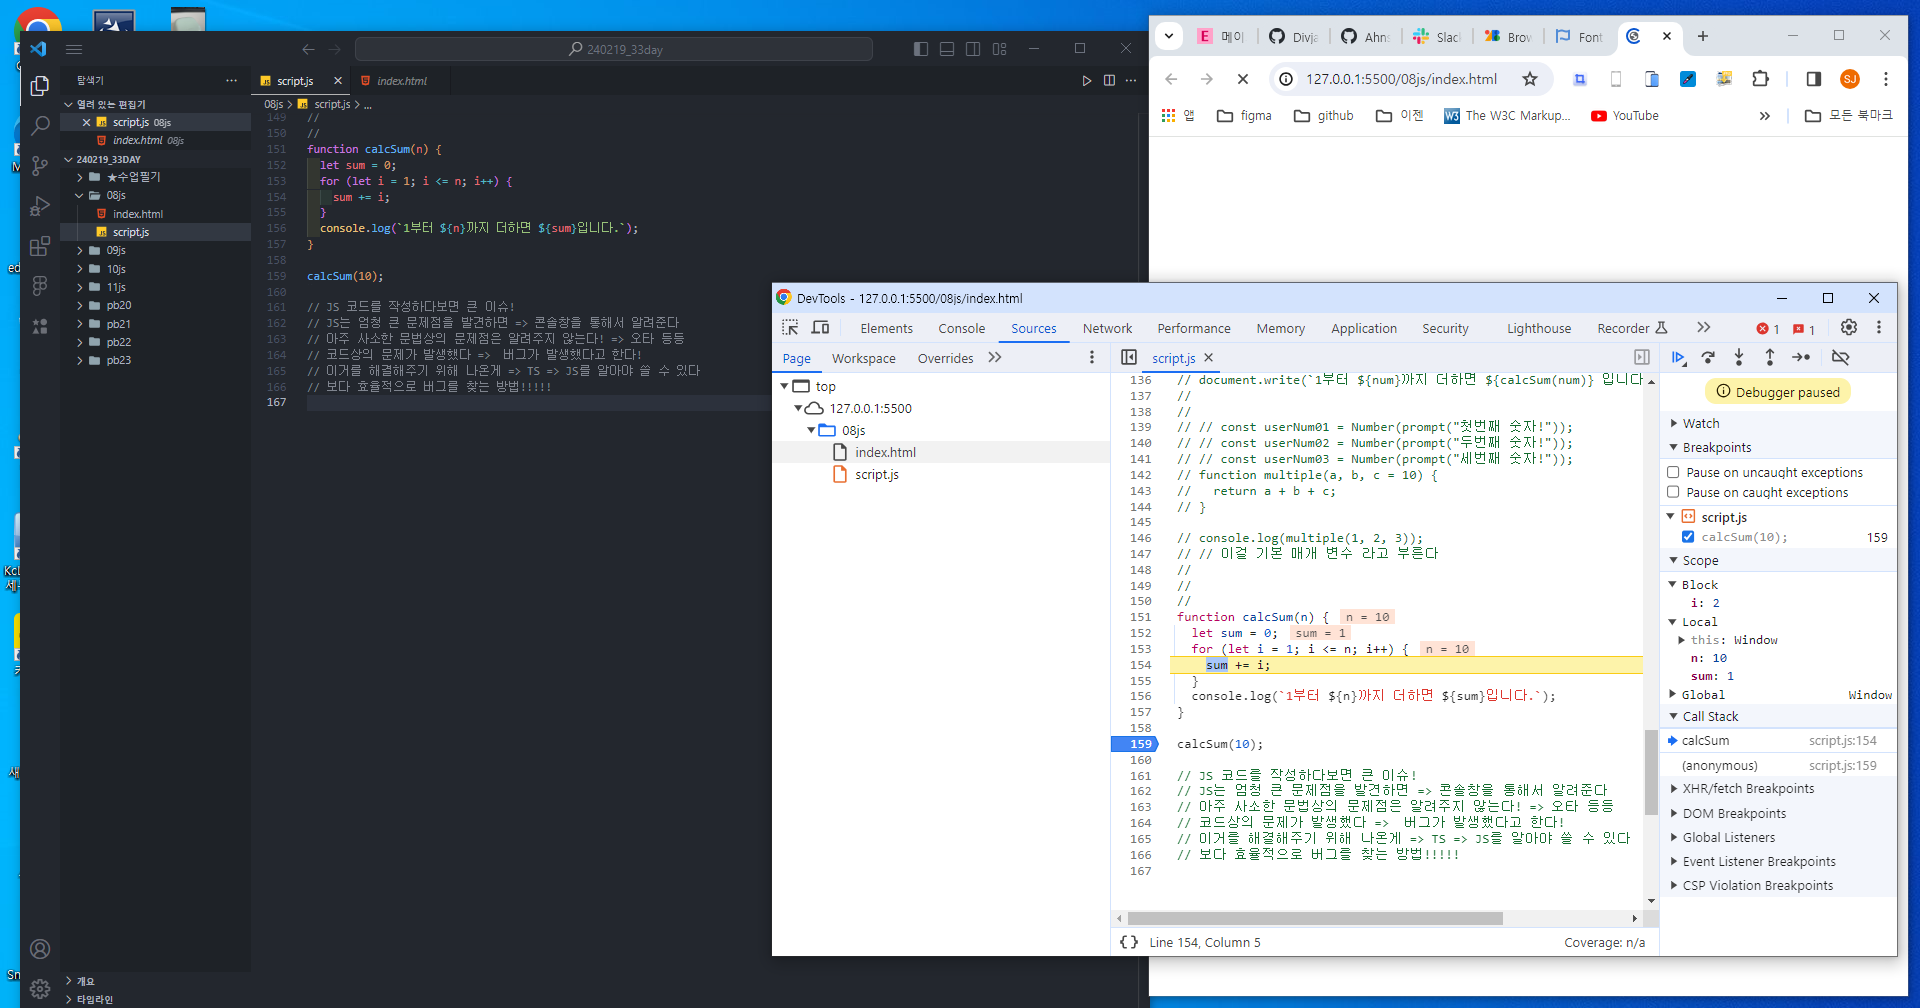 240219_33day
탐색기
script.js
index.html
열려 있는 편집기
script.js 08js
index.html 08js
240219_33DAY
★수업필기
08js
index.html
script.js
09js
10js
11js
pb20
pb21
pb22
pb23
개요
타임라인
08js > script.js > ...
149 //
150 //
151 function calcSum(n) {
152 let sum = 0;
153 for (let i = 1; i <= n; i++) {
154 sum += i;
155 }
156 console.log(`1부터 ${n}까지 더하면 ${sum}입니다.`);
157 }
158
159 calcSum(10);
160
161 // JS 코드를 작성하다보면 큰 이슈!
162 // JS는 엄청 큰 문제점을 발견하면 => 콘솔창을 통해서 알려준다
163 // 아주 사소한 문법상의 문제점은 알려주지 않는다! => 오타 등등
164 // 코드상의 문제가 발생했다 =>  버그가 발생했다고 한다!
165 // 이거를 해결해주기 위해 나온게 => TS => JS를 알아야 쓸 수 있다
166 // 보다 효율적으로 버그를 찾는 방법!!!!!
167
E 메이
Divja
Ahn
Slac
Brow
Font
127.0.0.1:5500/08js/index.html
SJ
앱
figma
github
이젠
W3 The W3C Markup...
YouTube
모든 북마크
DevTools - 127.0.0.1:5500/08js/index.html
Elements Console Sources Network Performance Memory Application Security Lighthouse Recorder 1 1
Page Workspace Overrides
script.js
top
127.0.0.1:5500
08js
index.html
script.js
136 // document.write(`1부터 ${num}까지 더하면 ${calcSum(num)} 입니다
137 //
138 //
139 // // const userNum01 = Number(prompt("첫번째 숫자!"));
140 // // const userNum02 = Number(prompt("두번째 숫자!"));
141 // // const userNum03 = Number(prompt("세번째 숫자!"));
142 // function multiple(a, b, c = 10) {
143 //   return a + b + c;
144 // }
145
146 // console.log(multiple(1, 2, 3));
147 // // 이걸 기본 매개 변수 라고 부른다
148 //
149 //
150 //
151 function calcSum(n) { n = 10
152 let sum = 0; sum = 1
153 for (let i = 1; i <= n; i++) { n = 10
154 sum += i;
155 }
156 console.log(`1부터 ${n}까지 더하면 ${sum}입니다.`);
157 }
158
159 calcSum(10);
160
161 // JS 코드를 작성하다보면 큰 이슈!
162 // JS는 엄청 큰 문제점을 발견하면 => 콘솔창을 통해서 알려준다
163 // 아주 사소한 문법상의 문제점은 알려주지 않는다! => 오타 등등
164 // 코드상의 문제가 발생했다 =>  버그가 발생했다고 한다!
165 // 이거를 해결해주기 위해 나온게 => TS => JS를 알아야 쓸 수 있다
166 // 보다 효율적으로 버그를 찾는 방법!!!!!
167
{} Line 154, Column 5
Coverage: n/a
Debugger paused
Watch
Breakpoints
Pause on uncaught exceptions
Pause on caught exceptions
script.js
calcSum(10); 159
Scope
Block
i: 2
Local
this: Window
n: 10
sum: 1
Global Window
Call Stack
calcSum script.js:154
(anonymous) script.js:159
XHR/fetch Breakpoints
DOM Breakpoints
Global Listeners
Event Listener Breakpoints
CSP Violation Breakpoints